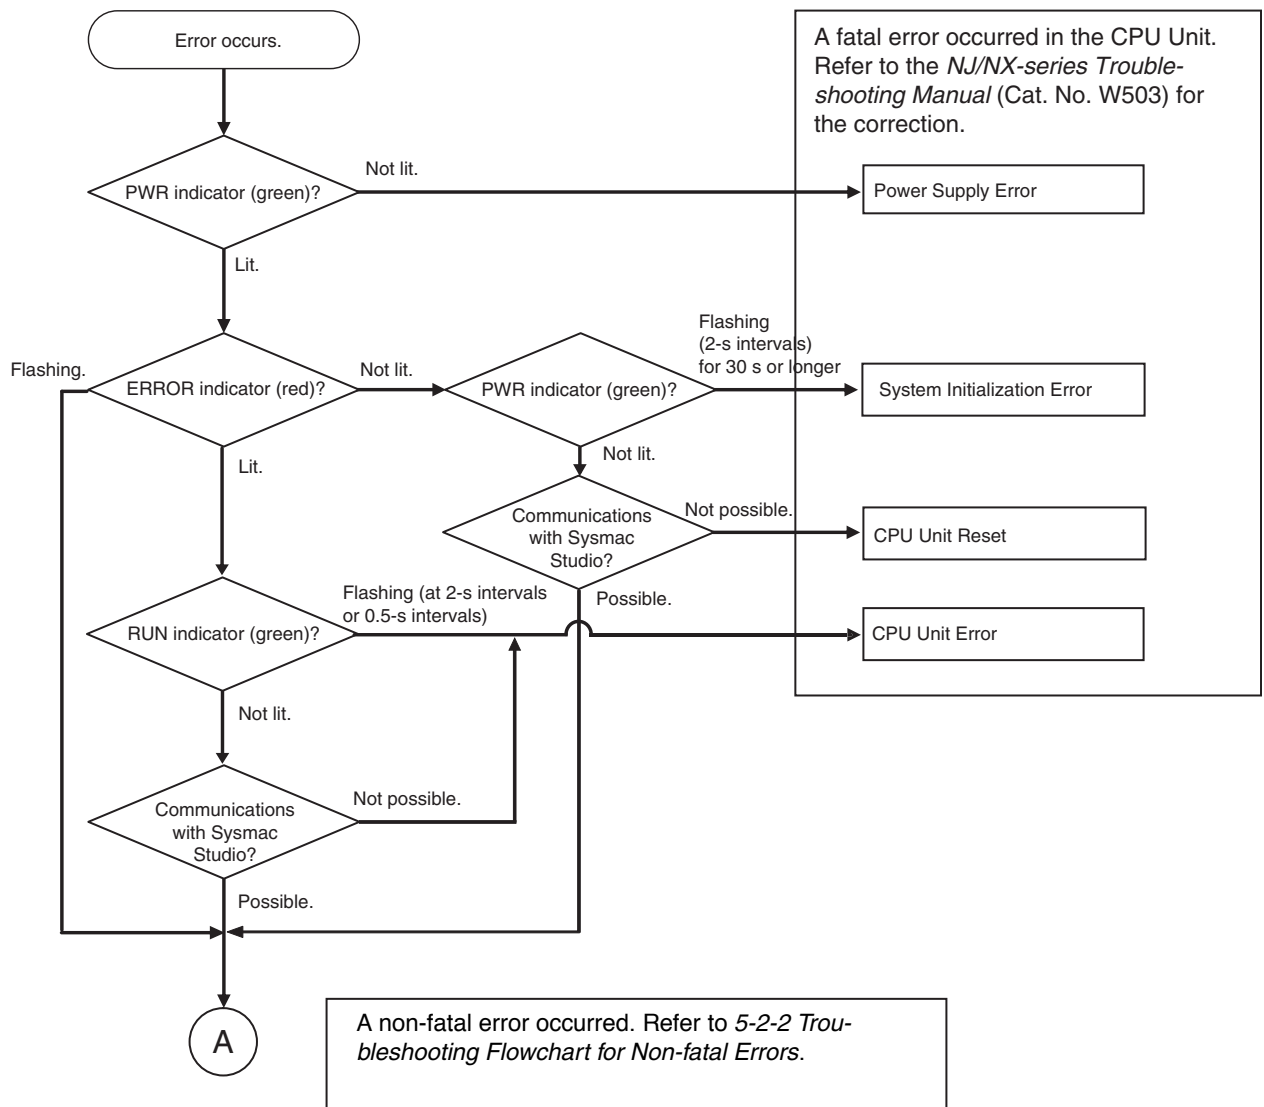 Error occurs.
A fatal error occurred in the CPU Unit.
Refer to the NJ/NX-series Trouble-
shooting Manual (Cat. No. W503) for
the correction.
PWR indicator (green)?
Not lit.
Power Supply Error
Lit.
Flashing.
ERROR indicator (red)?
Not lit.
PWR indicator (green)?
Flashing
(2-s intervals)
for 30 s or longer
System Initialization Error
Lit.
Not lit.
Communications
with Sysmac
Studio?
Not possible.
CPU Unit Reset
Possible.
RUN indicator (green)?
Flashing (at 2-s intervals
or 0.5-s intervals)
CPU Unit Error
Not lit.
Communications
with Sysmac
Studio?
Not possible.
Possible.
A
A non-fatal error occurred. Refer to 5-2-2 Trou-
bleshooting Flowchart for Non-fatal Errors.